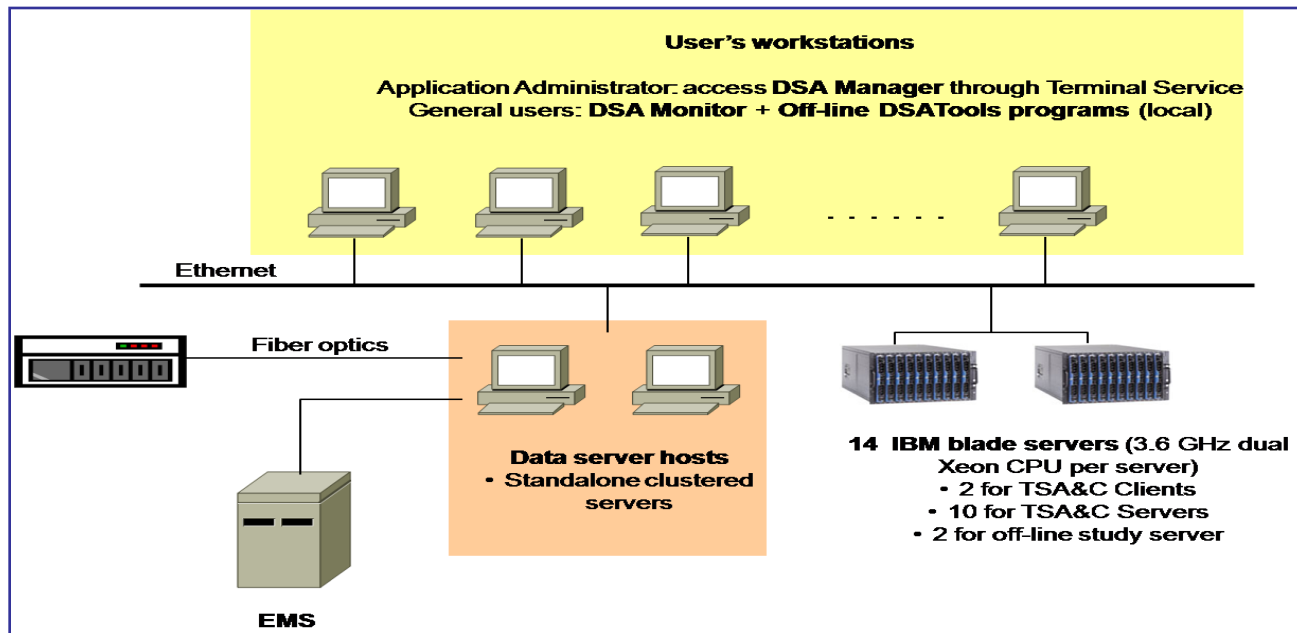 User's workstations
Application Administrator: access DSA Manager through Terminal Service
General users: DSA Monitor + Off-line DSATools programs (local)
- - - - - -
Ethernet
Fiber optics
Data server hosts
• Standalone clustered
servers
14 IBM blade servers (3.6 GHz dual
Xeon CPU per server)
• 2 for TSA&C Clients
• 10 for TSA&C Servers
• 2 for off-line study server
EMS